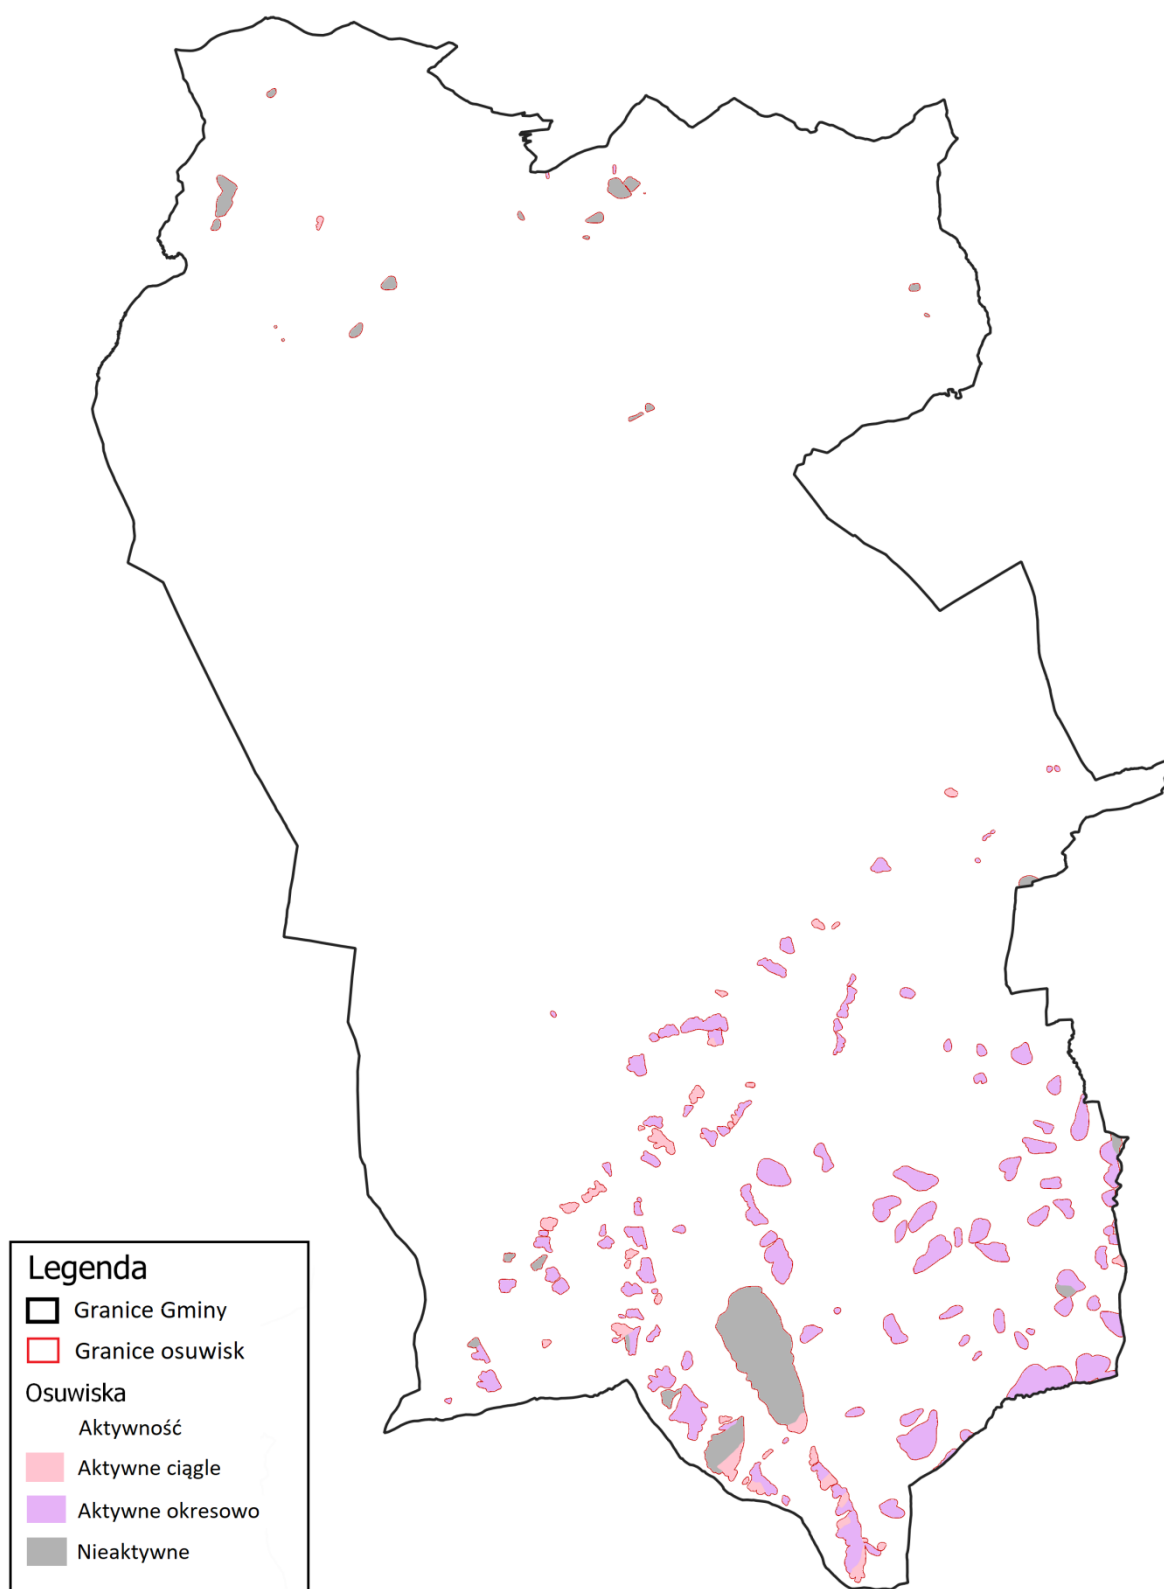 Legenda
Granice Gminy
Granice osuwisk
Osuwiska
Aktywność
Aktywne ciągle
Aktywne okresowo
Nieaktywne